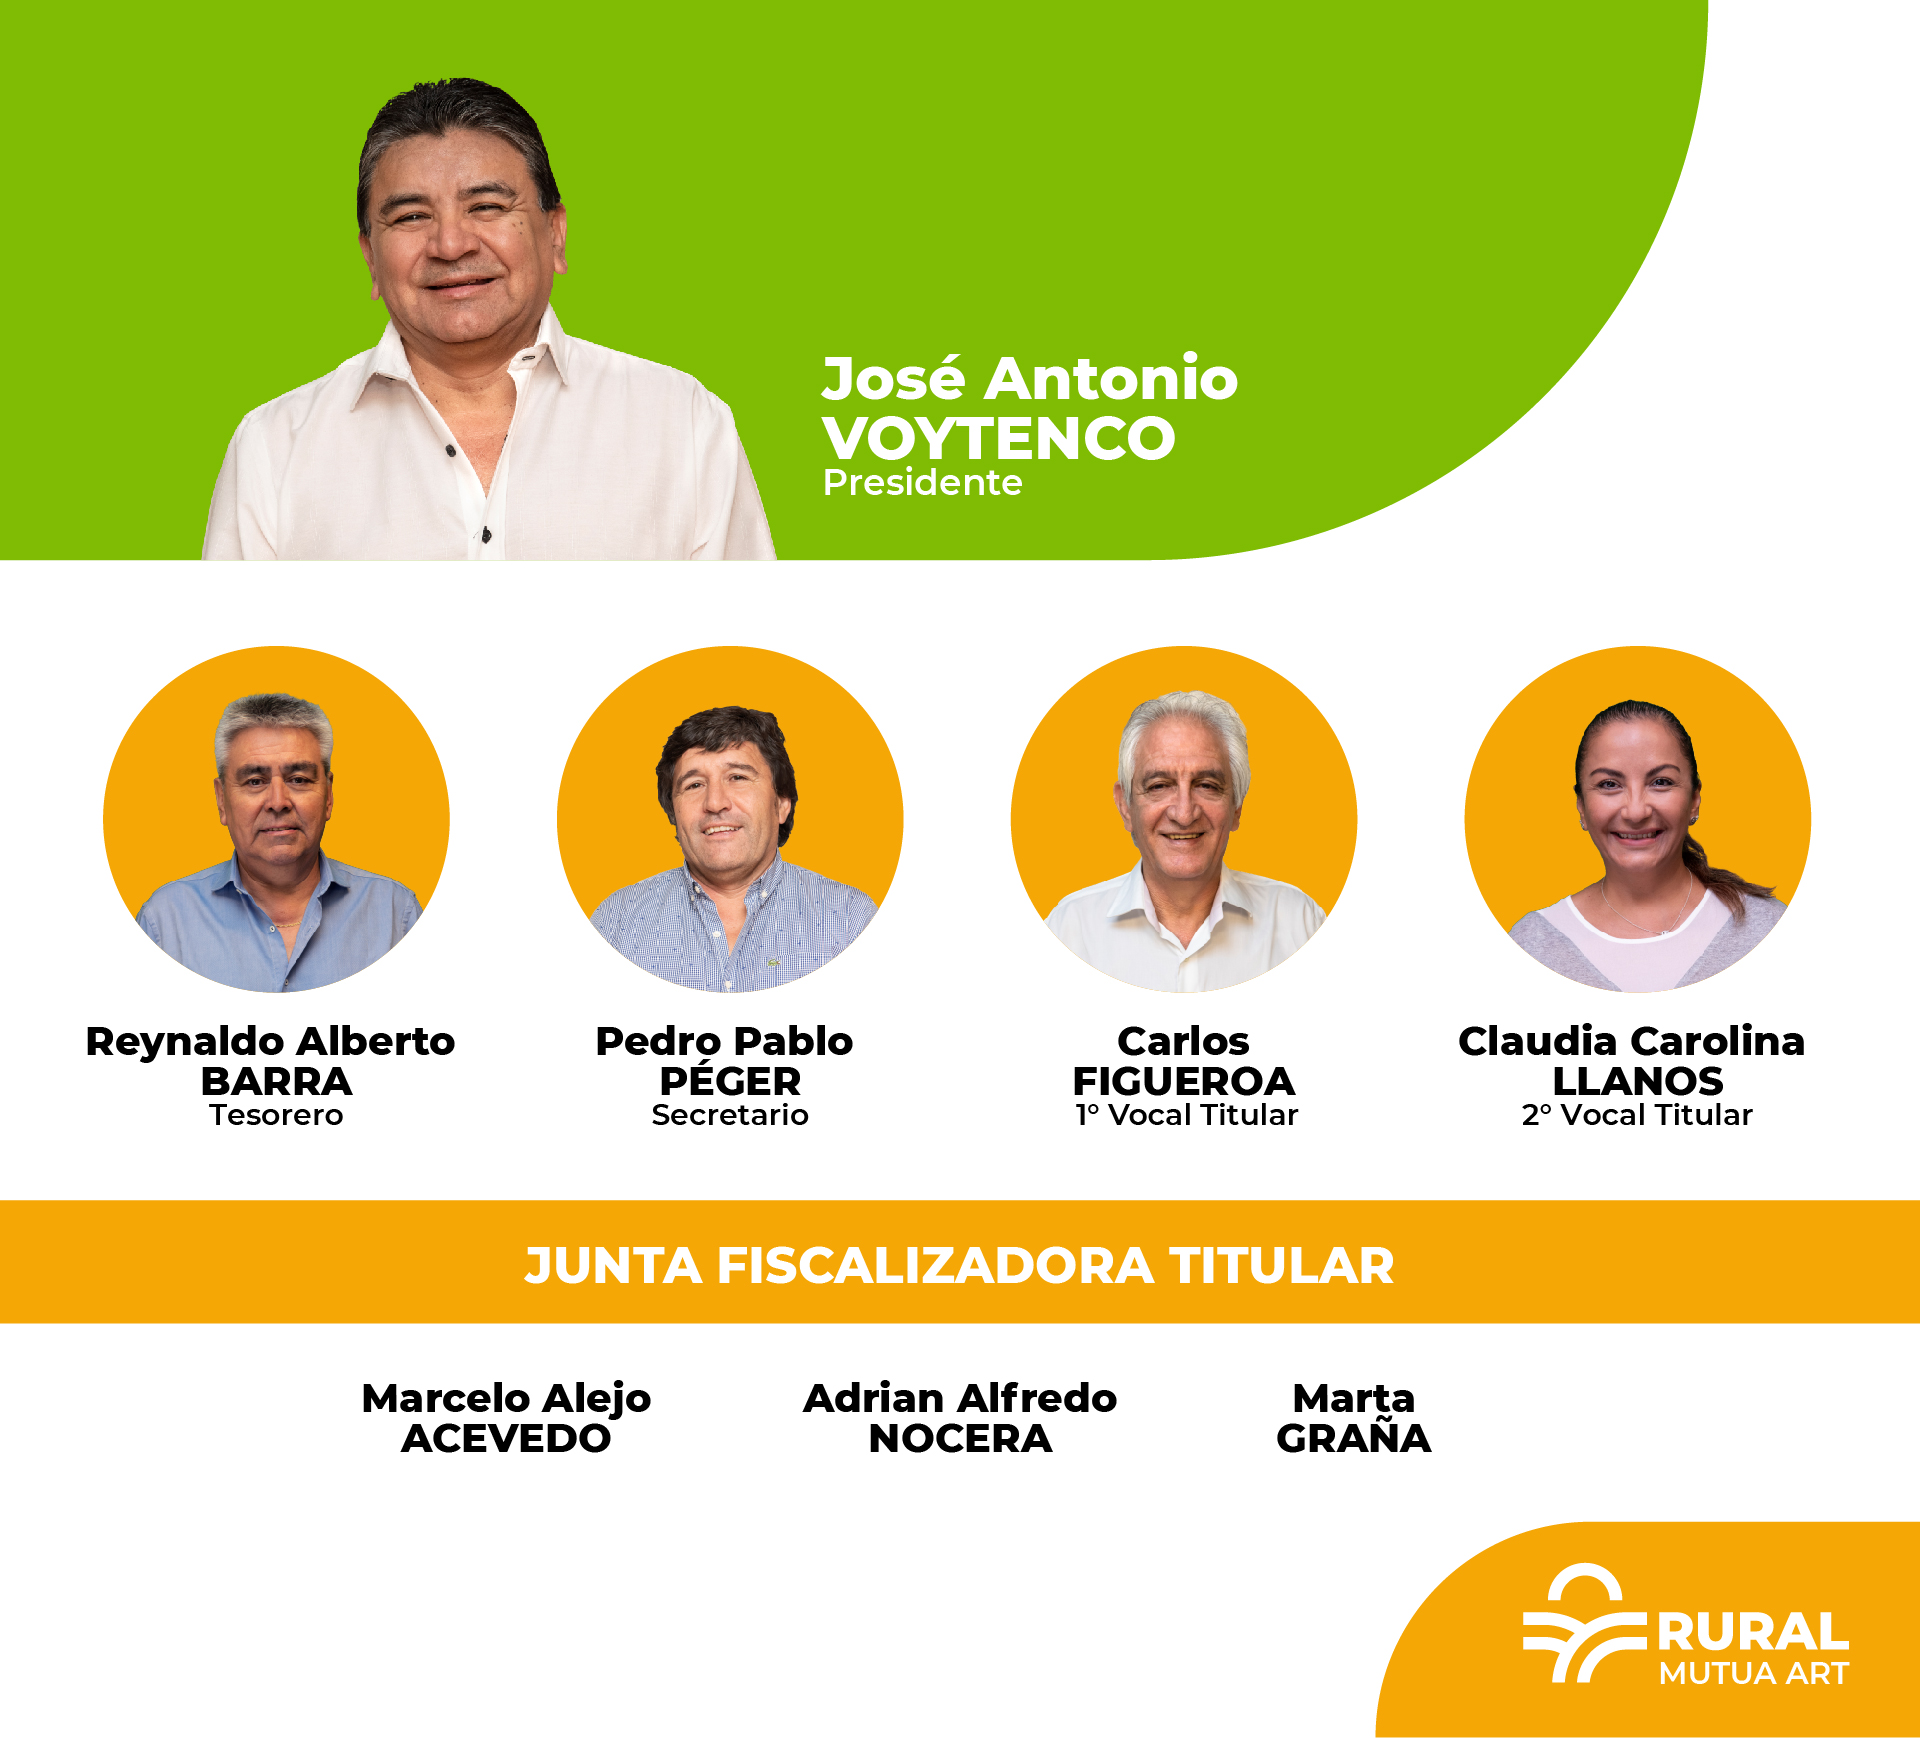 José Antonio
VOYTENCO
Presidente
Reynaldo Alberto
BARRA
Tesorero
Pedro Pablo
PÉGER
Secretario
Carlos
FIGUEROA
1° Vocal Titular
Claudia Carolina
LLANOS
2° Vocal Titular
JUNTA FISCALIZADORA TITULAR
Marcelo Alejo
ACEVEDO
Adrian Alfredo
NOCERA
Marta
GRAÑA
RURAL
MUTUA ART